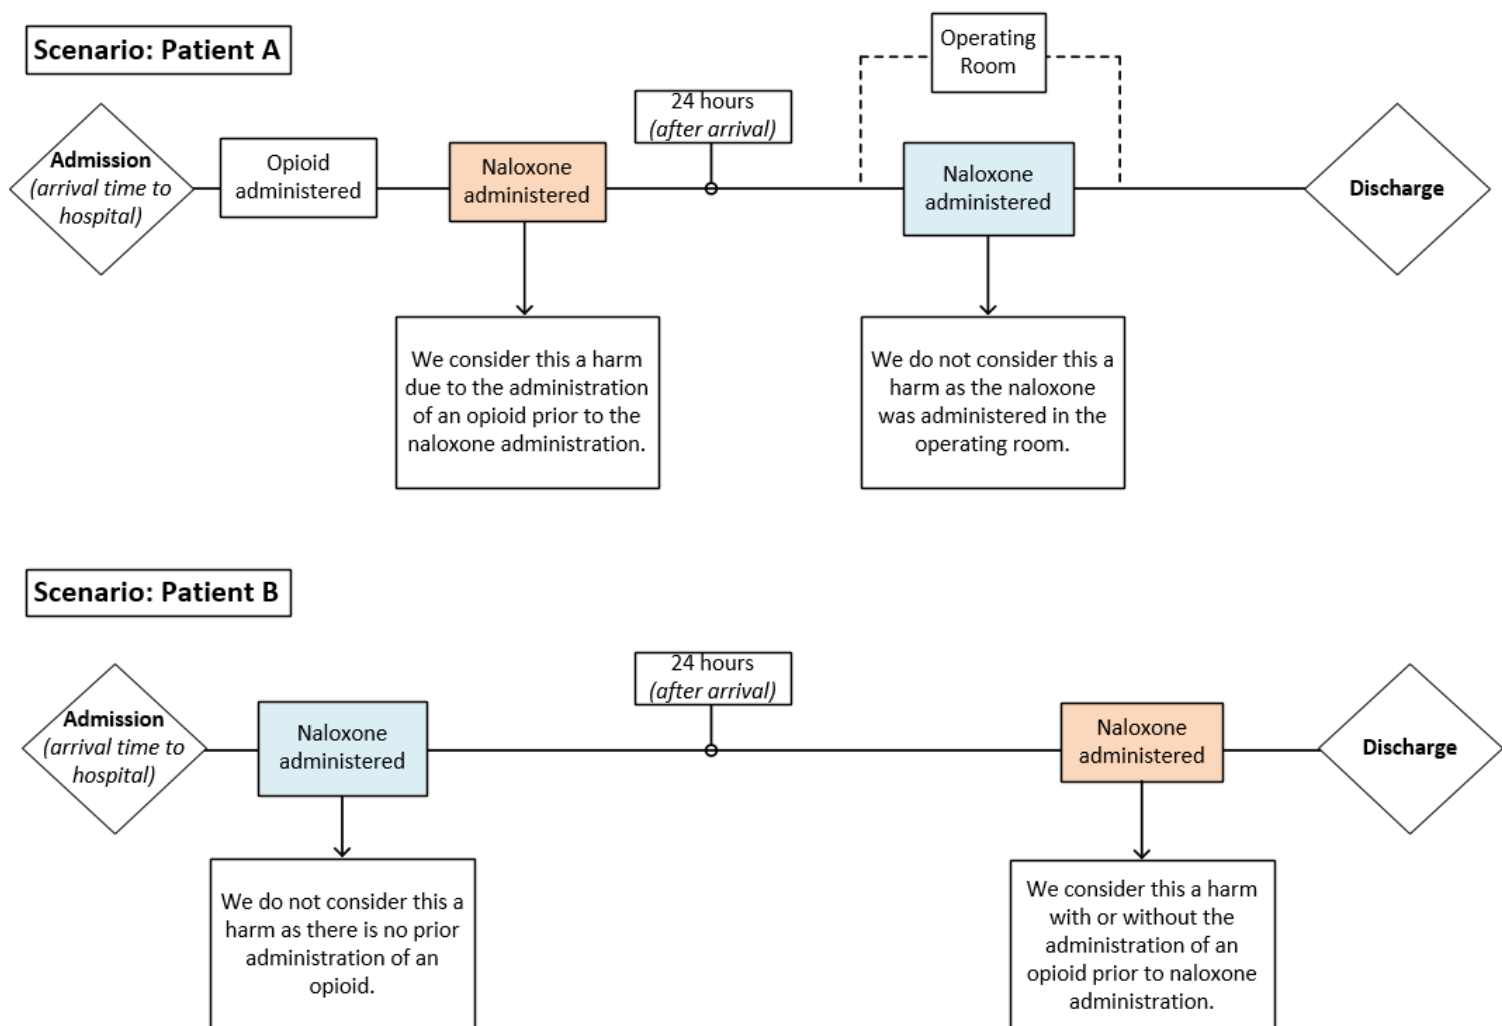 Scenario: Patient A
Operating
Room
24 hours
(after arrival)
Admission
(arrival time to
hospital)
Opioid
administered
Naloxone
administered
Naloxone
administered
Discharge
We consider this a harm
due to the administration
of an opioid prior to the
naloxone administration.
We do not consider this a
harm as the naloxone
was administered in the
operating room.
Scenario: Patient B
24 hours
(after arrival)
Admission
(arrival time to
hospital)
Naloxone
administered
Naloxone
administered
Discharge
We do not consider this a
harm as there is no prior
administration of an
opioid.
We consider this a harm
with or without the
administration of an
opioid prior to naloxone
administration.